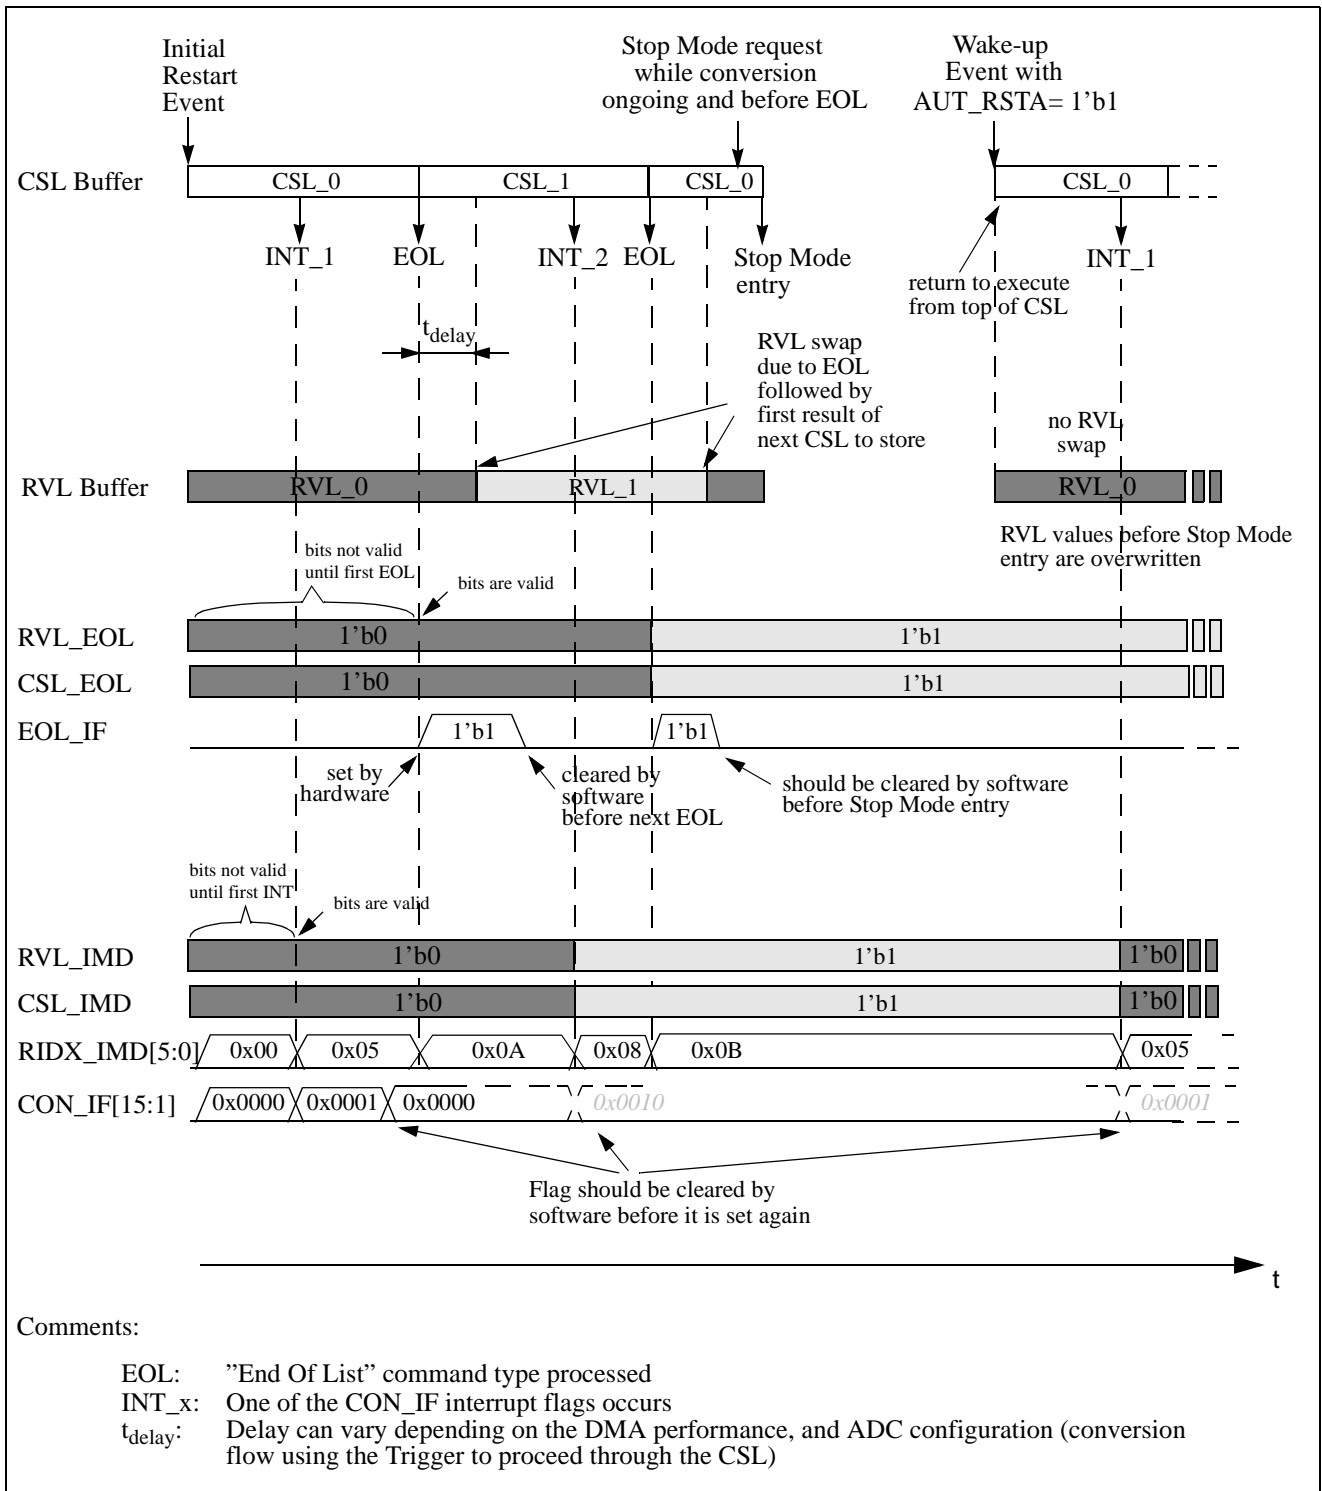 Initial
Restart
Event
Stop Mode request
while conversion
ongoing and before EOL
Wake-up
Event with
AUT_RSTA= 1’b1
CSL Buffer
CSL_0
CSL_1
CSL_0
CSL_0
INT_1
EOL
INT_2
EOL
Stop Mode
entry
INT_1
return to execute
from top of CSL
tdelay
RVL swap
due to EOL
followed by
first result of
next CSL to store
no RVL
swap
RVL Buffer
RVL_0
RVL_1
RVL_0
RVL values before Stop Mode
entry are overwritten
bits not valid
until first EOL
bits are valid
RVL_EOL
1’b0
1’b1
CSL_EOL
1’b0
1’b1
EOL_IF
1’b1
1’b1
set by
hardware
cleared by
software
before next EOL
should be cleared by software
before Stop Mode entry
bits not valid
until first INT
bits are valid
RVL_IMD
1’b0
1’b1
1’b0
CSL_IMD
1’b0
1’b1
1’b0
RIDX_IMD[5:0]
0x00
0x05
0x0A
0x08
0x0B
0x05
CON_IF[15:1]
0x0000
0x0001
0x0000
0x0010
0x0001
Flag should be cleared by
software before it is set again
t
Comments:
EOL: ”End Of List” command type processed
INT_x: One of the CON_IF interrupt flags occurs
tdelay: Delay can vary depending on the DMA performance, and ADC configuration (conversion
flow using the Trigger to proceed through the CSL)